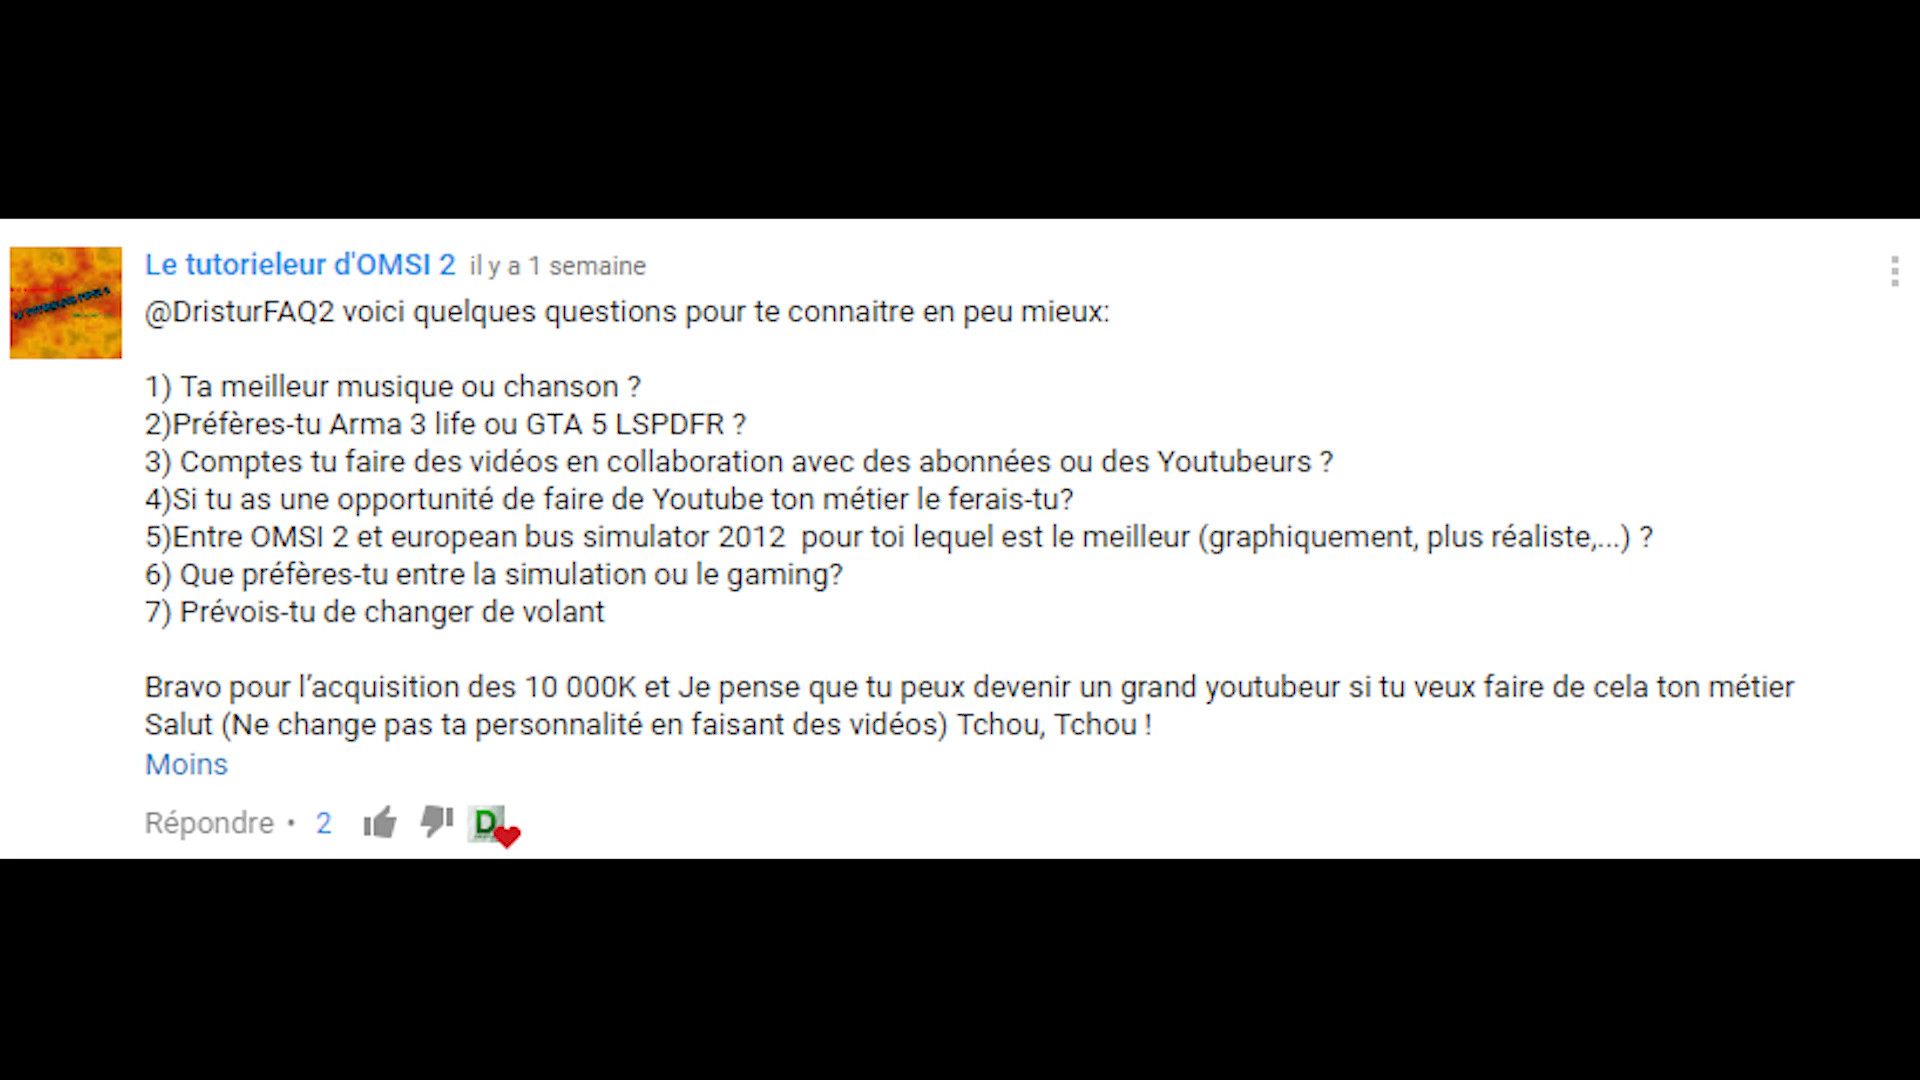 Le tutorieleur d'OMSI 2 il y a 1 semaine
@DristurFAQ2 voici quelques questions pour te connaitre en peu mieux:
1) Ta meilleur musique ou chanson ?
2)Préfères-tu Arma 3 life ou GTA 5 LSPDFR ?
3) Comptes tu faire des vidéos en collaboration avec des abonnées ou des Youtubeurs ?
4)Si tu as une opportunité de faire de Youtube ton métier le ferais-tu?
5)Entre OMSI 2 et european bus simulator 2012  pour toi lequel est le meilleur (graphiquement, plus réaliste,...) ?
6) Que préfères-tu entre la simulation ou le gaming?
7) Prévois-tu de changer de volant
Bravo pour l’acquisition des 10 000K et Je pense que tu peux devenir un grand youtubeur si tu veux faire de cela ton métier
Salut (Ne change pas ta personnalité en faisant des vidéos) Tchou, Tchou !
Moins
Répondre • 2
D